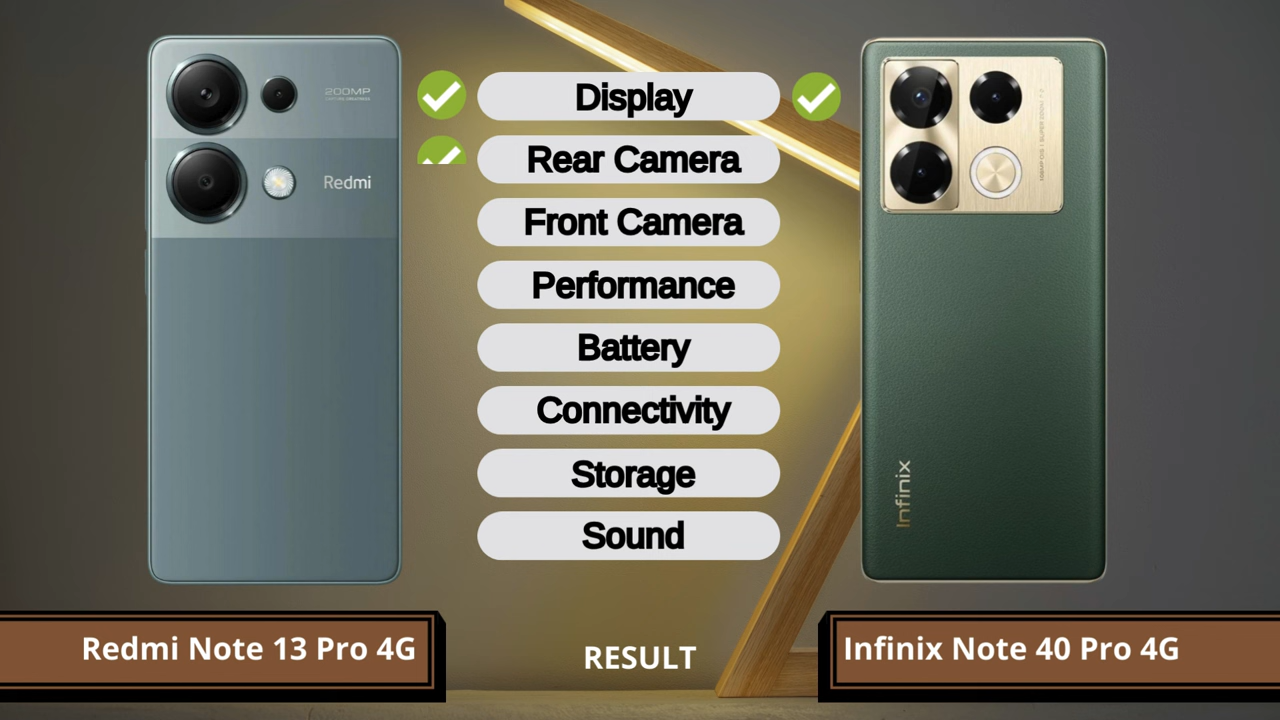 200MP
Redmi
Display
Rear Camera
Front Camera
Performance
Battery
Connectivity
Storage
Sound
Infinix
Redmi Note 13 Pro 4G
RESULT
Infinix Note 40 Pro 4G